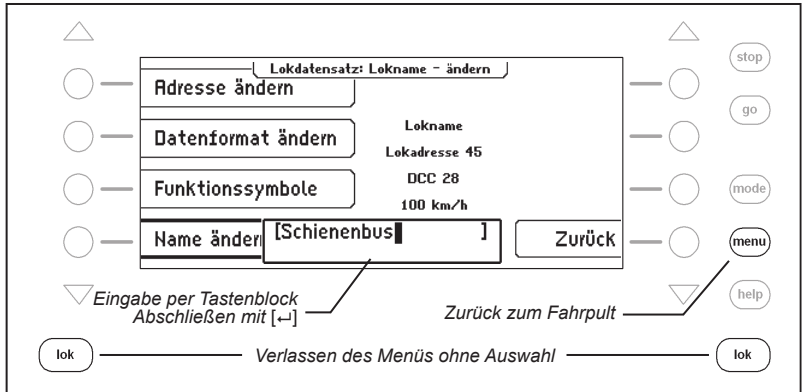 stop
Lokdatensatz: Lokname - ändern
Adresse ändern
go
Datenformat ändern
Lokname
Lokadresse 45
Funktionssymbole
DCC 28
100 km/h
mode
Name änder
[Schienenbus ]
Zurück
menu
Eingabe per Tastenblock
Abschließen mit [↵]
Zurück zum Fahrpult
help
lok
Verlassen des Menüs ohne Auswahl
lok